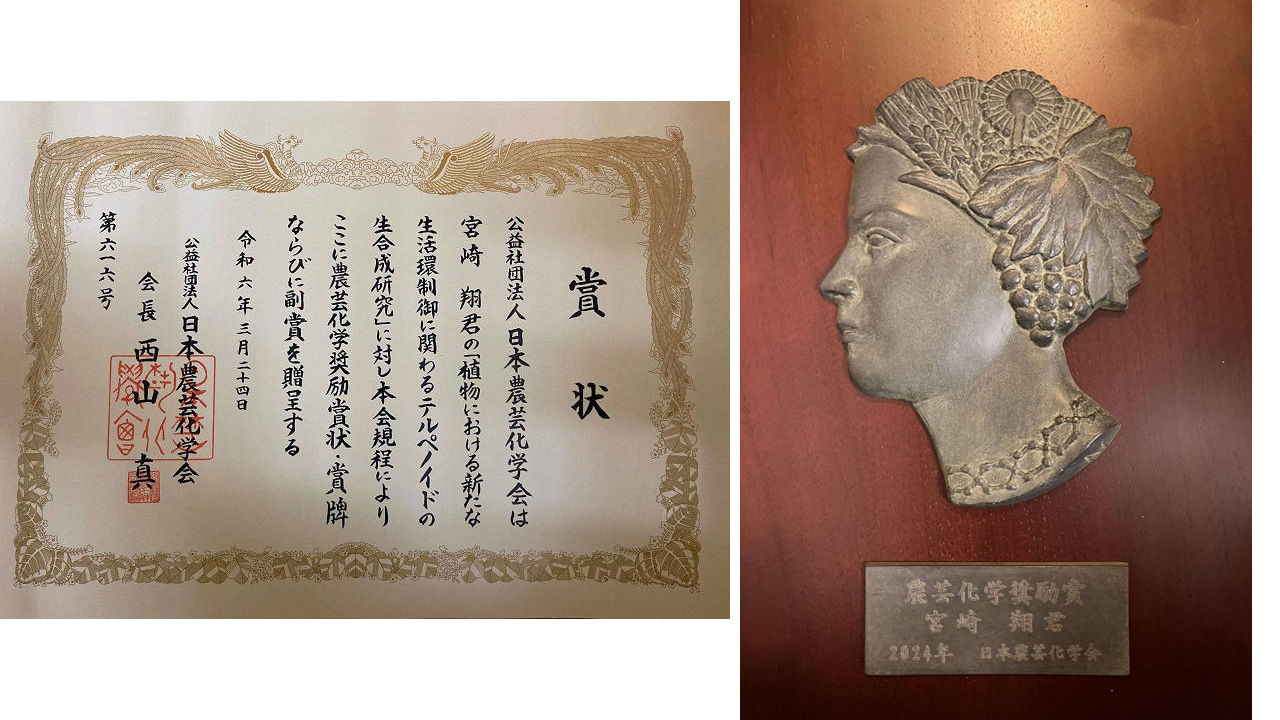 賞状
公益社団法人日本農芸化学会は
宮崎　翔君の「植物における新たな
生活環制御に関わるテルペノイドの
生合成研究」に対し本会規程により
ここに農芸化学奨励賞状・賞牌
ならびに副賞を贈呈する
令和六年三月二十四日
公益社団法人日本農芸化学会
会長　西山　真
第六一六号
農芸化学奨励賞
宮崎　翔君
2024年　日本農芸化学会